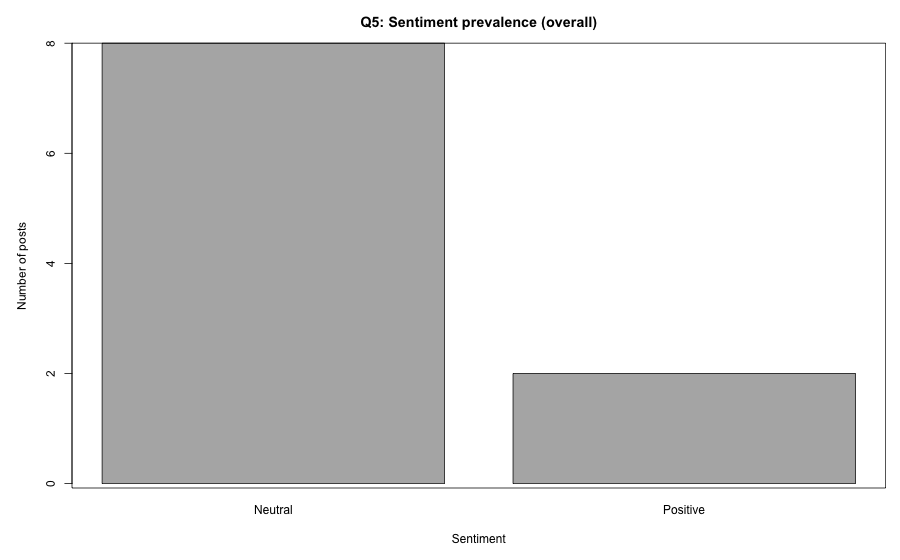 Q5: Sentiment prevalence (overall)
8
6
4
2
0
Number of posts
Neutral
Positive
Sentiment